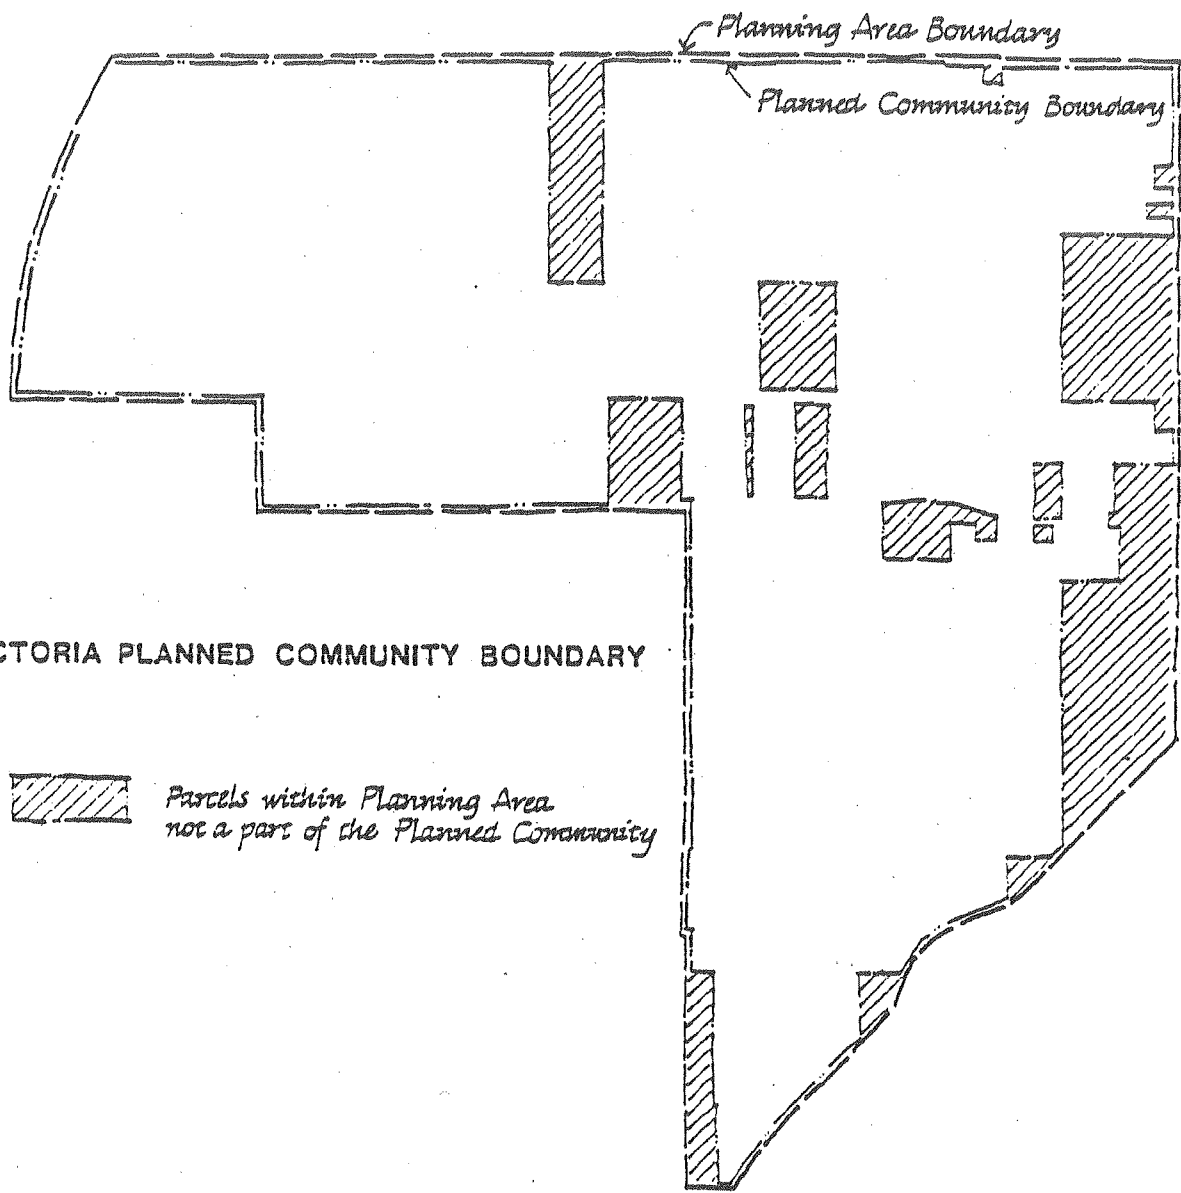 Planning Area Boundary
Planned Community Boundary
CTORIA PLANNED COMMUNITY BOUNDARY
Parcels within Planning Area
not a part of the Planned Community